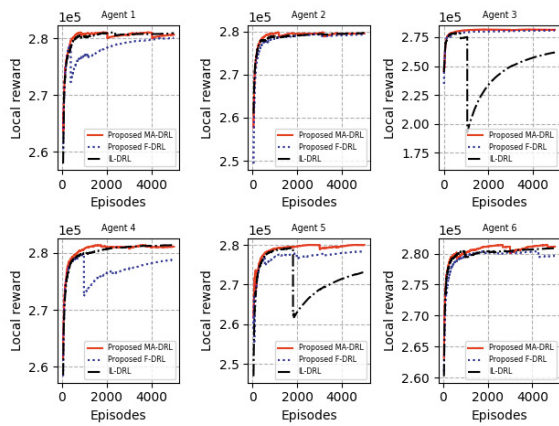 Agent 1
1e5
2.8
2.7
2.6
Local reward
Proposed MA-DRL
Proposed F-DRL
IL-DRL
0 2000 4000
Episodes
Agent 2
1e5
2.8
2.7
2.6
2.5
Local reward
Proposed MA-DRL
Proposed F-DRL
IL-DRL
0 2000 4000
Episodes
Agent 3
1e5
2.75
2.50
2.25
2.00
1.75
Local reward
Proposed MA-DRL
Proposed F-DRL
IL-DRL
0 2000 4000
Episodes
Agent 4
1e5
2.8
2.7
2.6
Local reward
Proposed MA-DRL
Proposed F-DRL
IL-DRL
0 2000 4000
Episodes
Agent 5
1e5
2.8
2.7
2.6
2.5
Local reward
Proposed MA-DRL
Proposed F-DRL
IL-DRL
0 2000 4000
Episodes
Agent 6
1e5
2.80
2.75
2.70
2.65
2.60
Local reward
Proposed MA-DRL
Proposed F-DRL
IL-DRL
0 2000 4000
Episodes